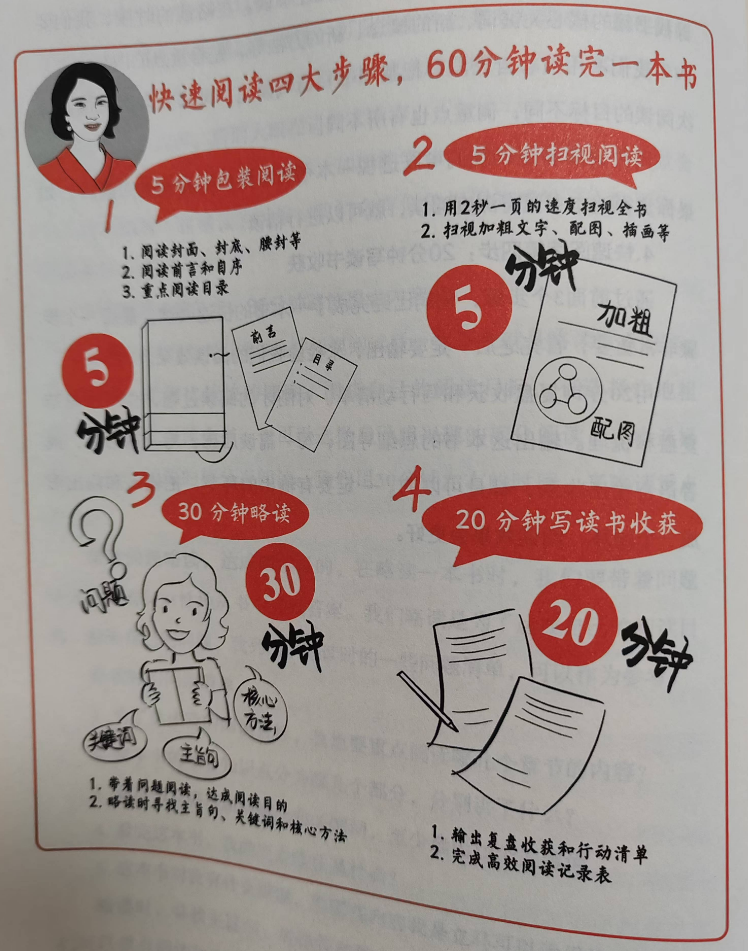 快速阅读四大步骤，60分钟读完一本书
1
5分钟包装阅读
1. 阅读封面、封底、腰封等
2. 阅读前言和自序
3. 重点阅读目录
5
分钟
前言
目录
2
5分钟扫视阅读
1. 用2秒一页的速度扫视全书
2. 扫视加粗文字、配图、插画等
5
分钟
加粗
配图
3
30分钟略读
问题
30
分钟
核心
方法
关键词
主旨句
1. 带着问题阅读，达成阅读目的
2. 略读时寻找主旨句、关键词和核心方法
4
20分钟写读书收获
20
分钟
1. 输出复盘收获和行动清单
2. 完成高效阅读记录表